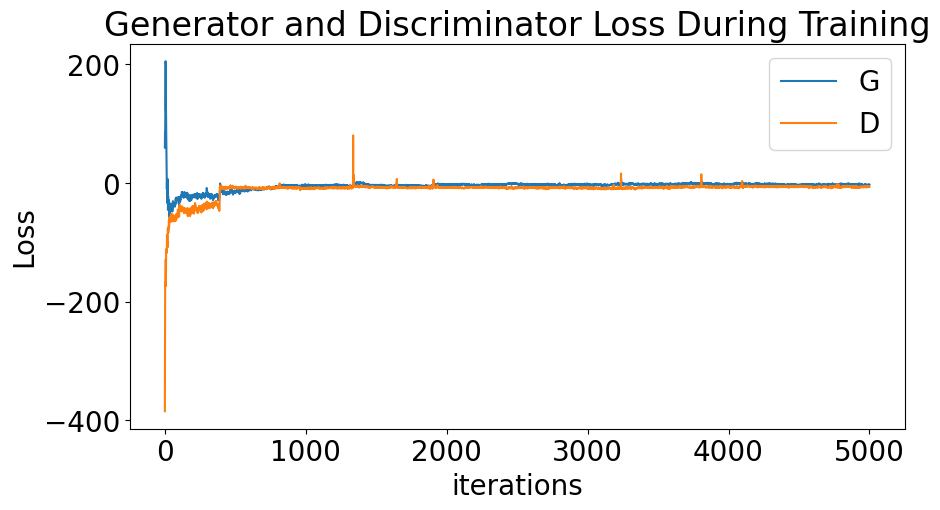 Generator and Discriminator Loss During Training
200
0
−200
−400
Loss
G
D
0 1000 2000 3000 4000 5000
iterations